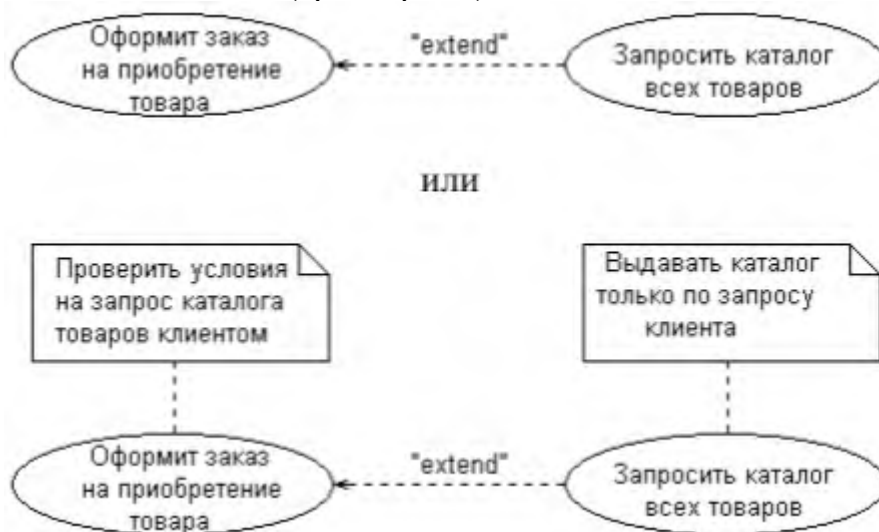 Оформит заказ
на приобретение
товара
"extend"
Запросить каталог
всех товаров
или
Проверить условия
на запрос каталога
товаров клиентом
Выдавать каталог
только по запросу
клиента
Оформит заказ
на приобретение
товара
"extend"
Запросить каталог
всех товаров